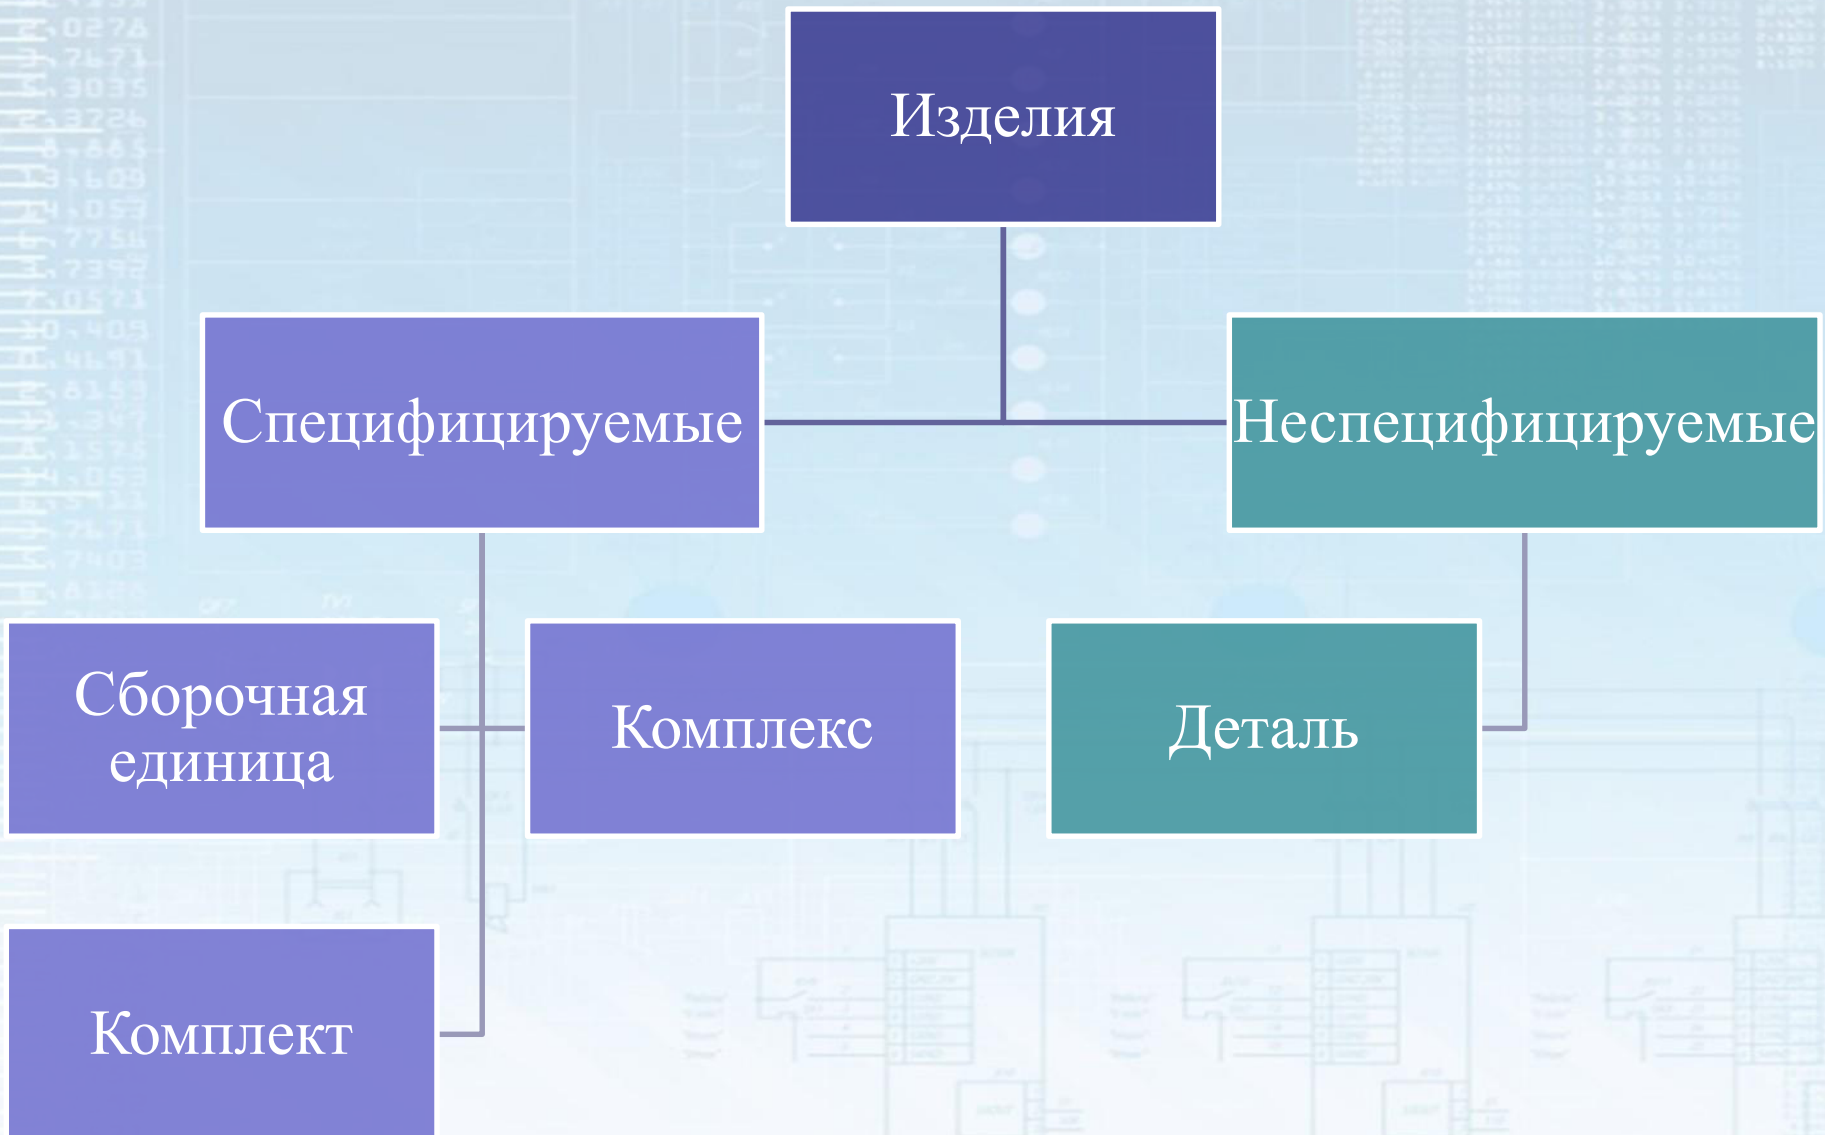 Изделия
Специфицируемые
Неспецифицируемые
Сборочная
единица
Комплекс
Деталь
Комплект